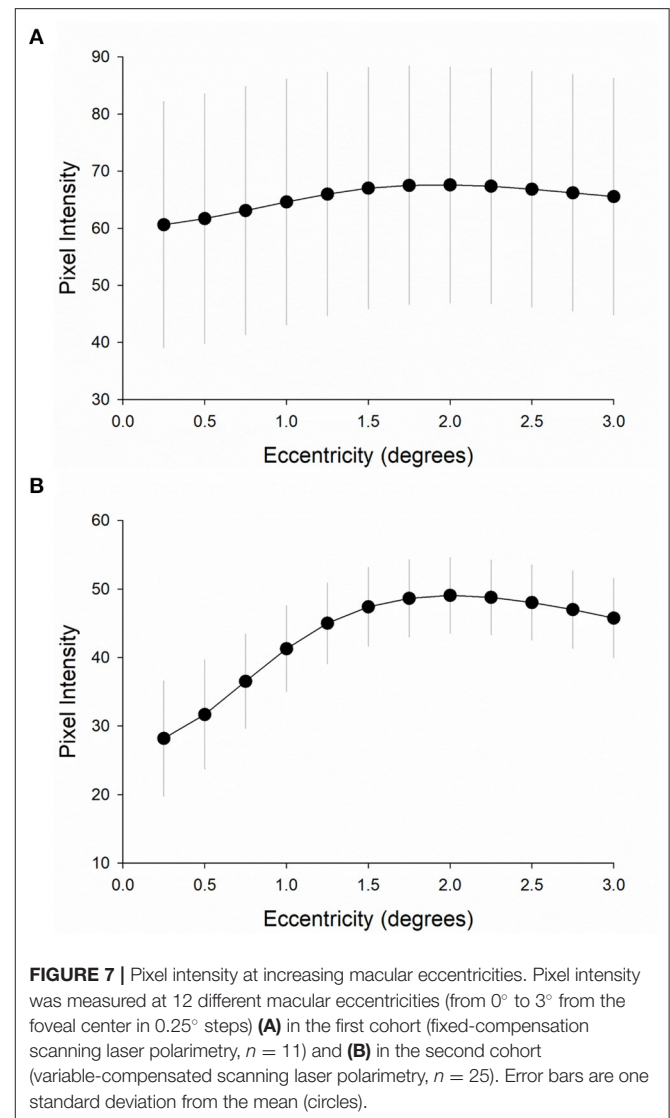 A
90
80
70
60
50
40
30
Pixel Intensity
0.0 0.5 1.0 1.5 2.0 2.5 3.0
Eccentricity (degrees)
B
60
50
40
30
20
10
Pixel Intensity
0.0 0.5 1.0 1.5 2.0 2.5 3.0
Eccentricity (degrees)
FIGURE 7 | Pixel intensity at increasing macular eccentricities. Pixel intensity
was measured at 12 different macular eccentricities (from 0° to 3° from the
foveal center in 0.25° steps) (A) in the first cohort (fixed-compensation
scanning laser polarimetry, n = 11) and (B) in the second cohort
(variable-compensated scanning laser polarimetry, n = 25). Error bars are one
standard deviation from the mean (circles).